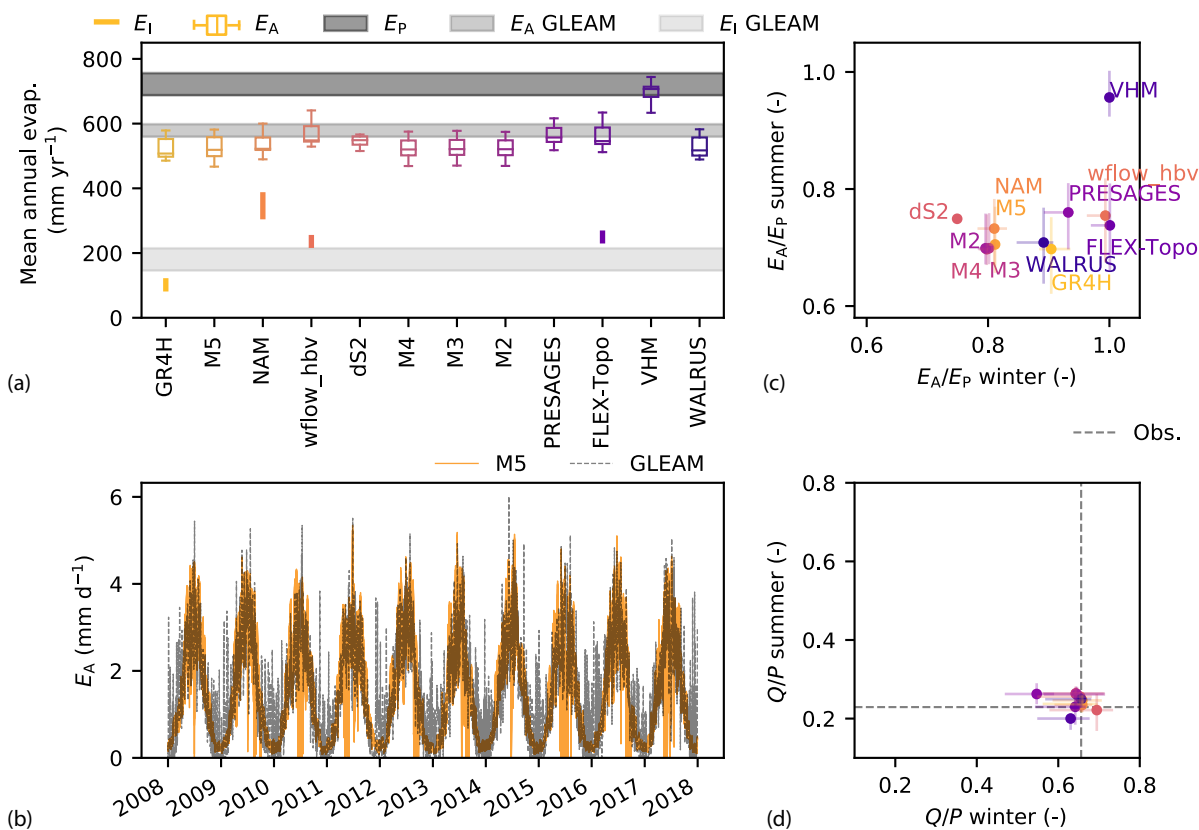 E_I E_A E_P E_A GLEAM E_I GLEAM
Mean annual evap.
(mm yr⁻¹)
800
600
400
200
0
GR4H
M5
NAM
wflow_hbv
dS2
M4
M3
M2
PRESAGES
FLEX-Topo
VHM
WALRUS
(a)
E_A/E_P summer (-)
1.0
0.8
0.6
VHM
wflow_hbv
NAM
PRESAGES
M5
dS2
M2
FLEX-Topo
WALRUS
M4 M3
GR4H
0.6 0.8 1.0
E_A/E_P winter (-)
(c)
M5 GLEAM
E_A (mm d⁻¹)
6
4
2
0
2008
2009
2010
2011
2012
2013
2014
2015
2016
2017
2018
(b)
Obs.
Q/P summer (-)
0.8
0.6
0.4
0.2
0.2 0.4 0.6 0.8
Q/P winter (-)
(d)